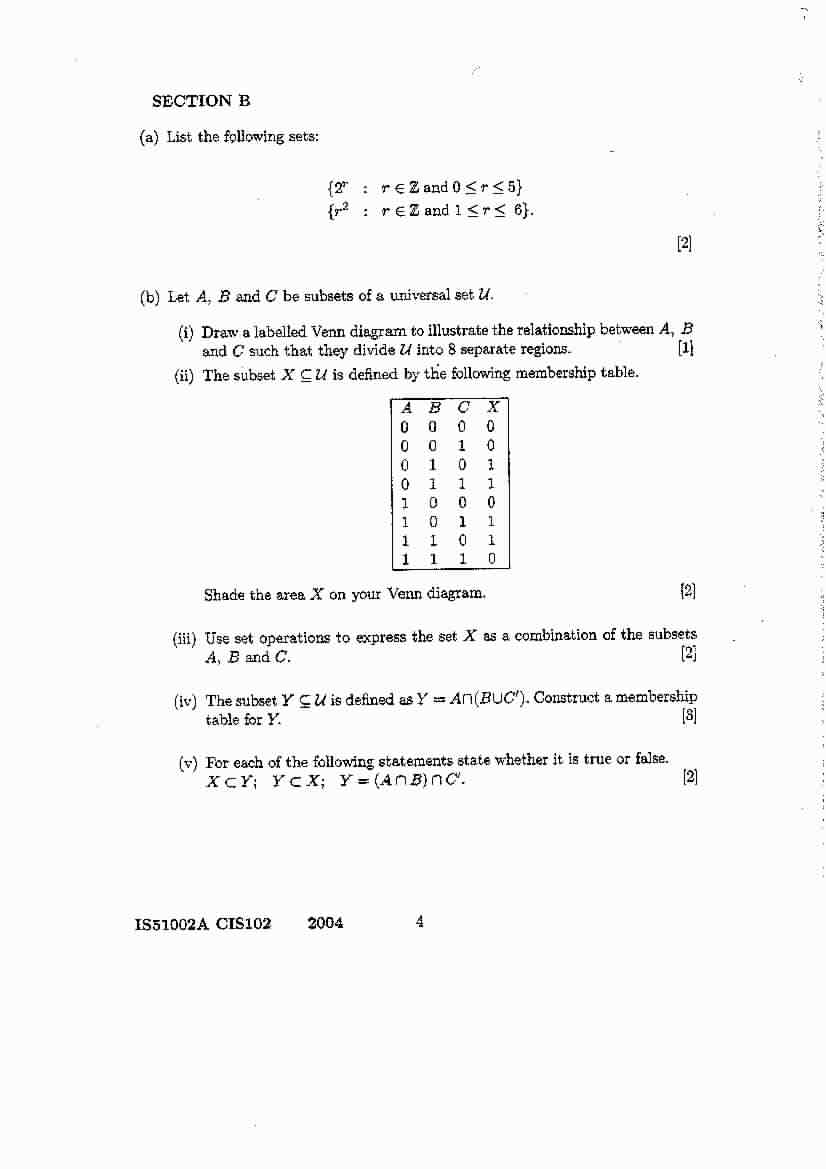 SECTION B
(a) List the following sets:
{2^r : r ∈ ℤ and 0 ≤ r ≤ 5}
{r² : r ∈ ℤ and 1 ≤ r ≤ 6}.
[2]
(b) Let A, B and C be subsets of a universal set 𝒰.
(i) Draw a labelled Venn diagram to illustrate the relationship between A, B
and C such that they divide 𝒰 into 8 separate regions. [1]
(ii) The subset X ⊆ 𝒰 is defined by the following membership table.
A B C X
0 0 0 0
0 0 1 0
0 1 0 1
0 1 1 1
1 0 0 0
1 0 1 1
1 1 0 1
1 1 1 0
Shade the area X on your Venn diagram. [2]
(iii) Use set operations to express the set X as a combination of the subsets
A, B and C. [2]
(iv) The subset Y ⊆ 𝒰 is defined as Y = A∩(B∪C′). Construct a membership
table for Y. [3]
(v) For each of the following statements state whether it is true or false.
X ⊂ Y; Y ⊂ X; Y = (A ∩ B) ∩ C′. [2]
IS51002A CIS102 2004 4